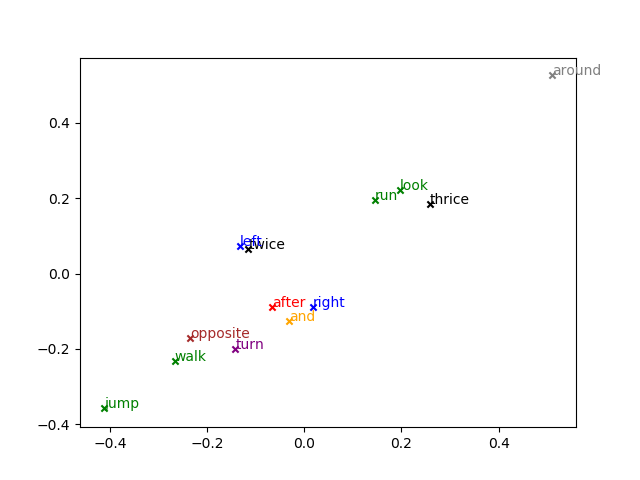 around
0.4
look
run
thrice
0.2
left
twice
0.0
after
right
and
opposite
turn
−0.2
walk
jump
−0.4
−0.4
−0.2
0.0
0.2
0.4